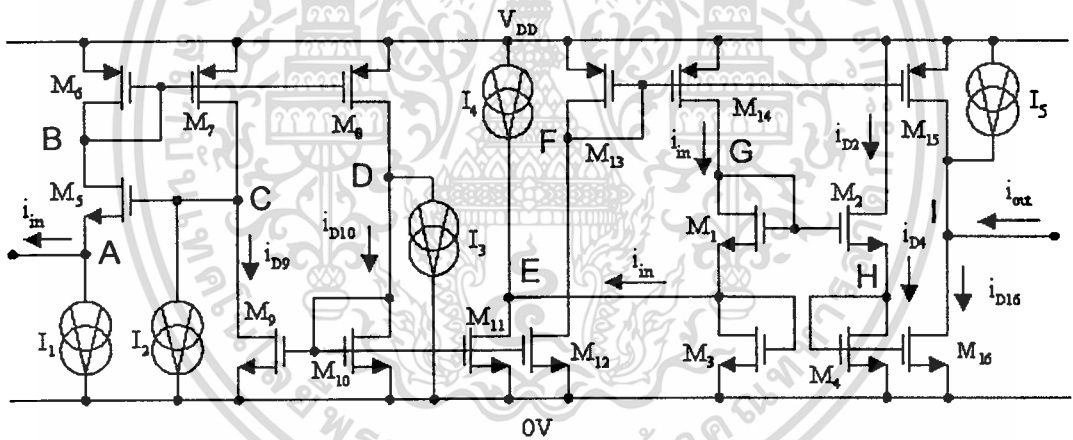 V_DD
M_6
M_7
M_8
I_4
F
M_13
M_14
M_15
I_5
B
i_in
G
i_D2
M_5
C
D
M_1
M_2
I
i_out
i_in
A
i_D9
i_D10
I_3
E
i_in
H
i_D4
i_D16
I_1
I_2
M_9
M_10
M_11
M_12
M_3
M_4
M_16
0V